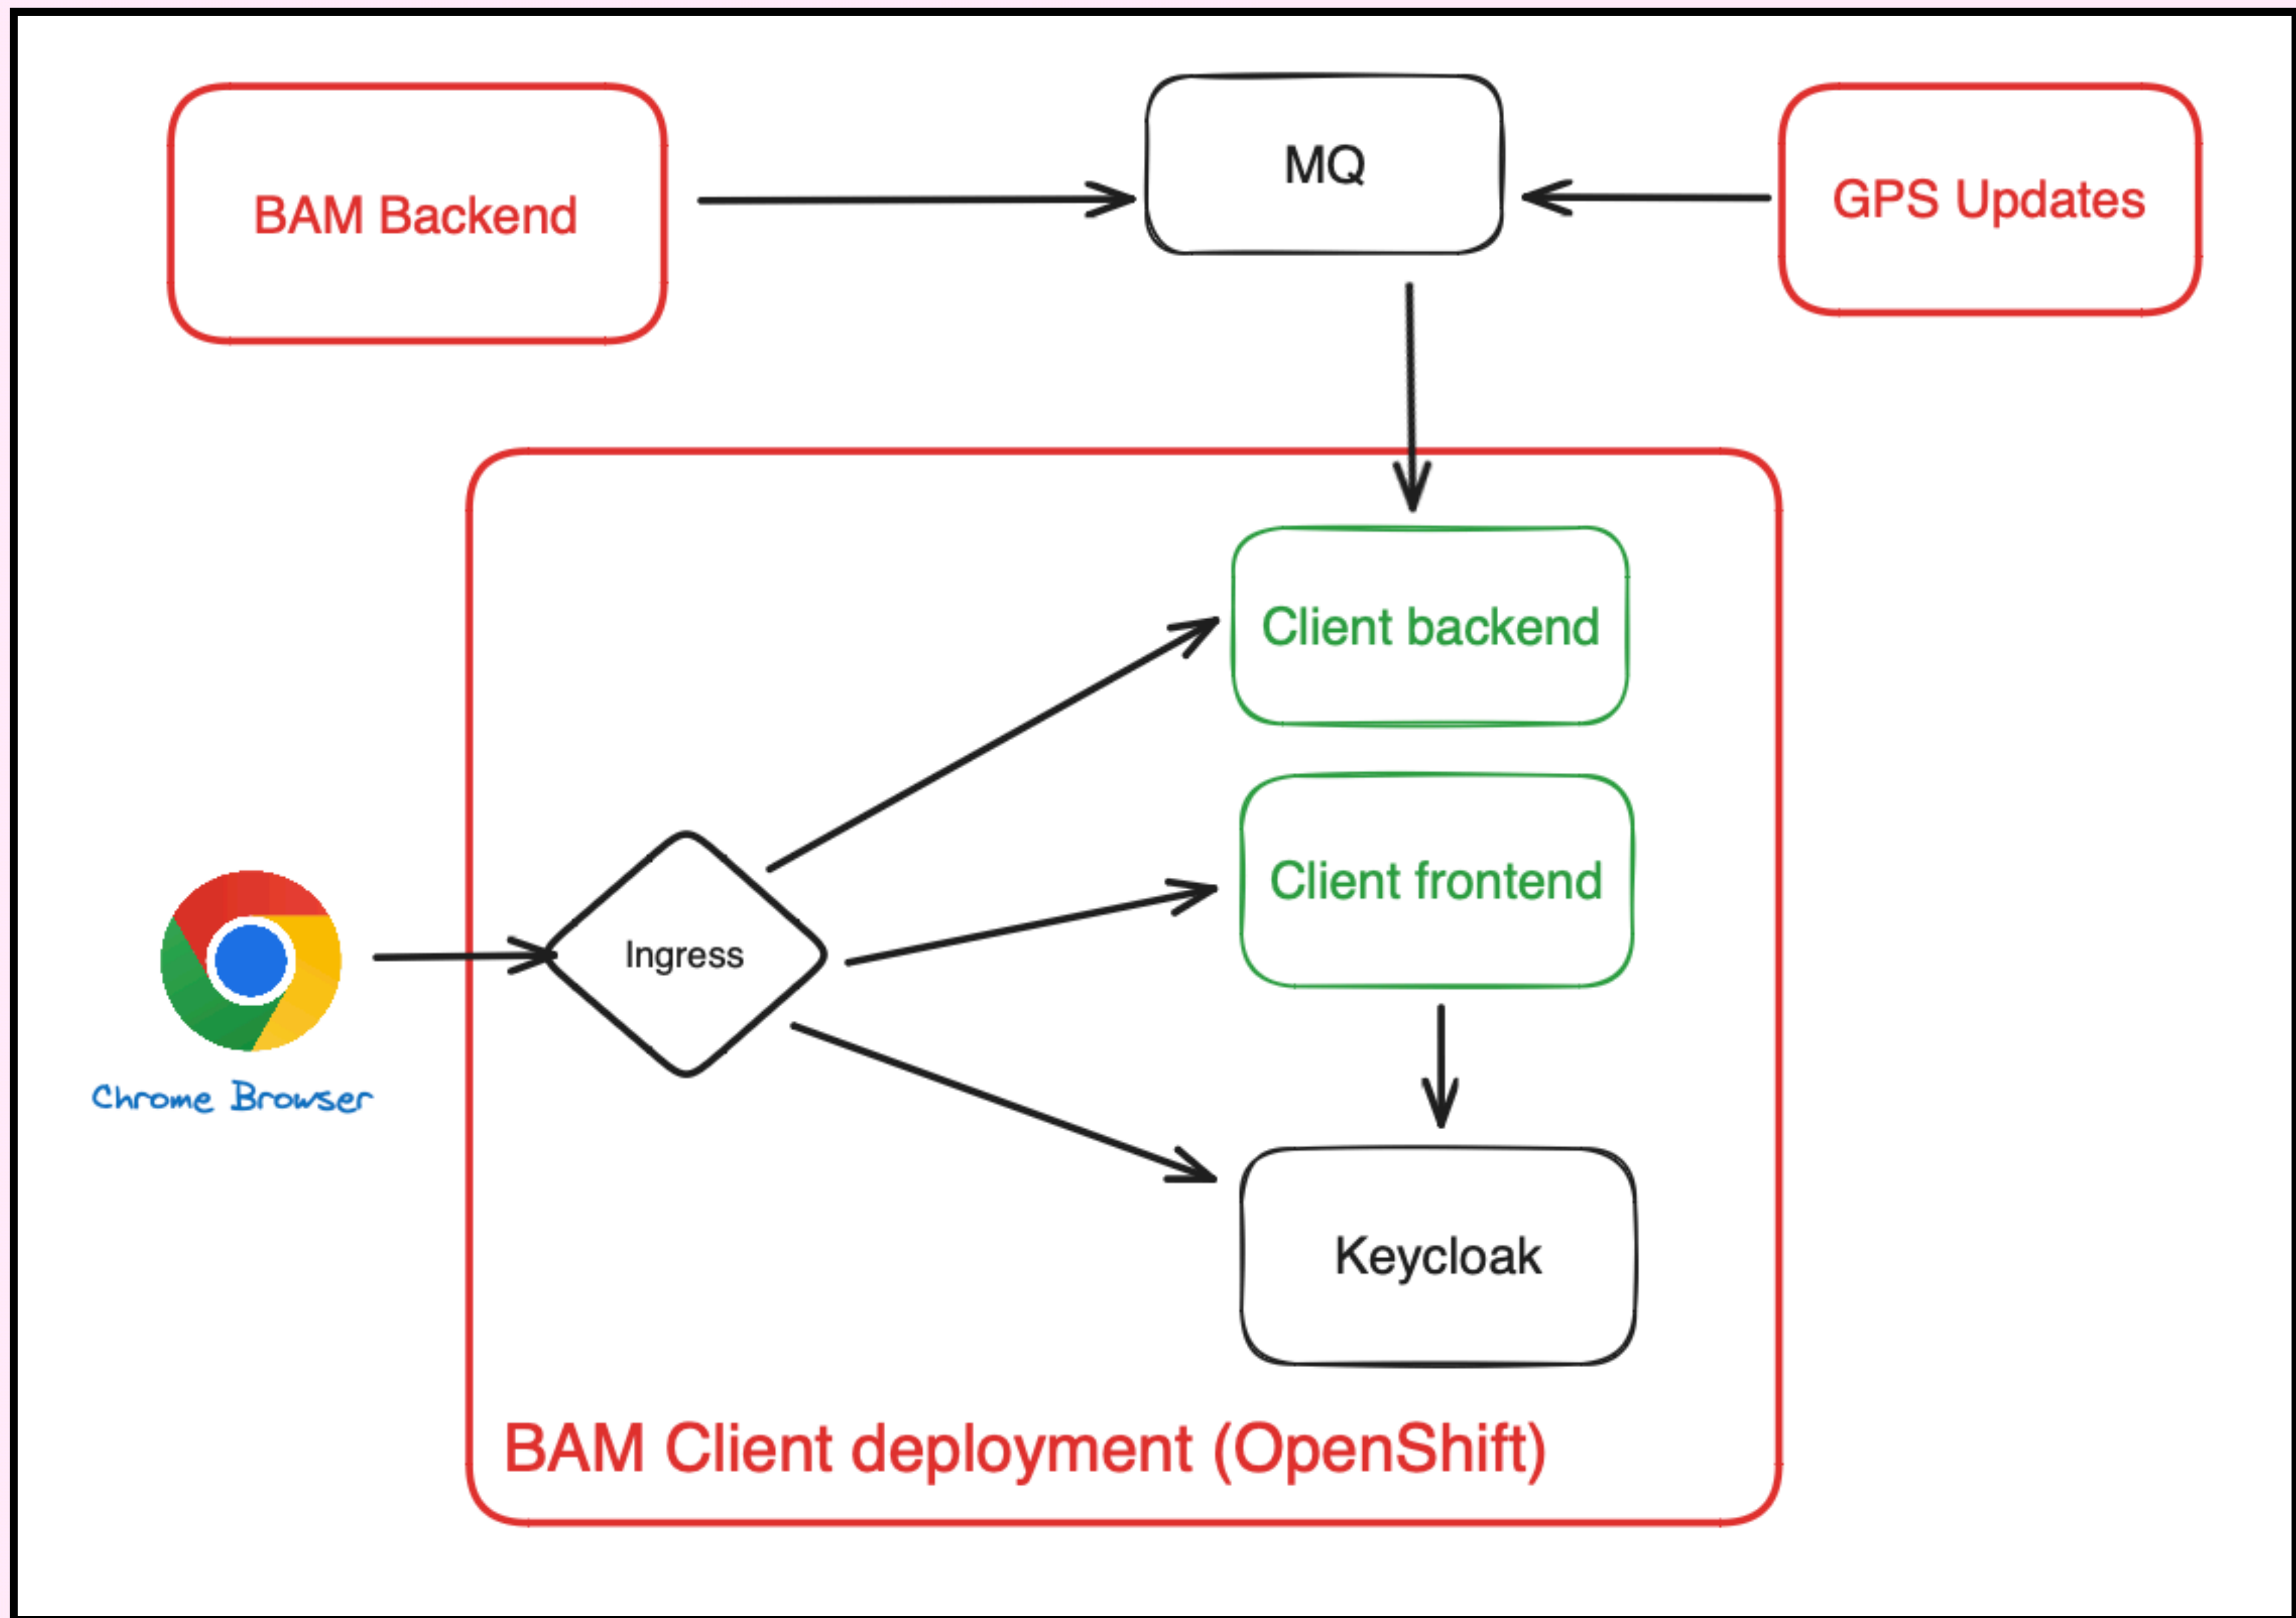 BAM Backend
MQ
GPS Updates
Client backend
Client frontend
Ingress
Chrome Browser
Keycloak
BAM Client deployment (OpenShift)